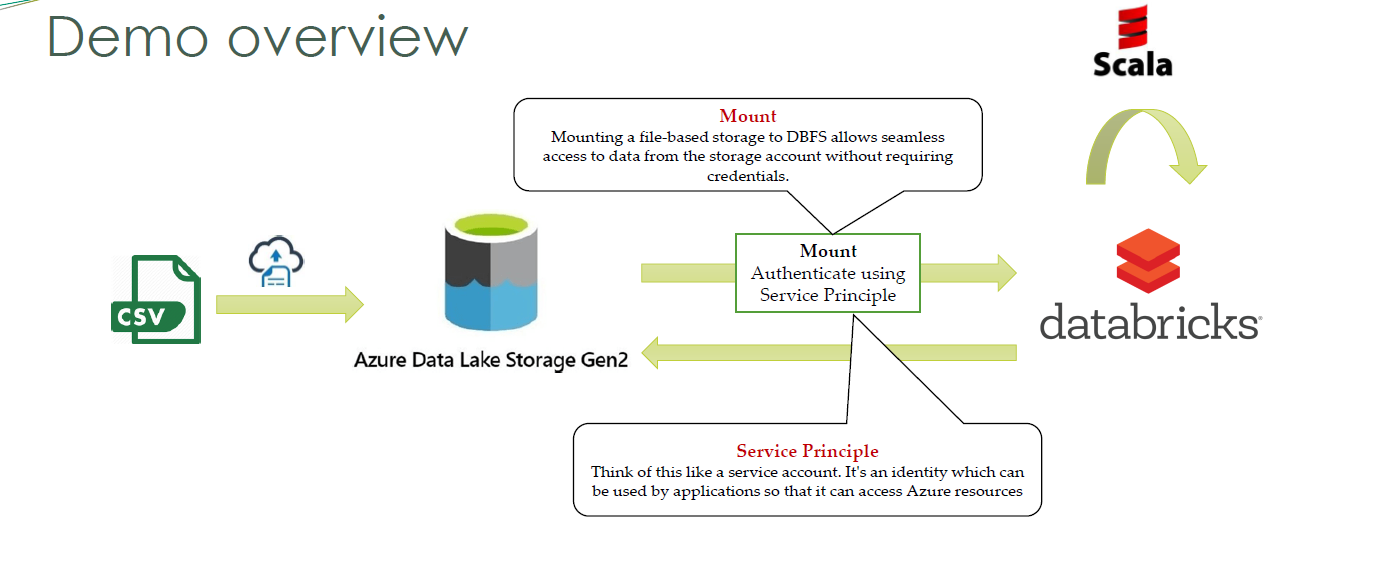 Demo overview
Scala
Mount
Mounting a file-based storage to DBFS allows seamless
access to data from the storage account without requiring
credentials.
Mount
Authenticate using
Service Principle
CSV
databricks
Azure Data Lake Storage Gen2
Service Principle
Think of this like a service account. It's an identity which can
be used by applications so that it can access Azure resources